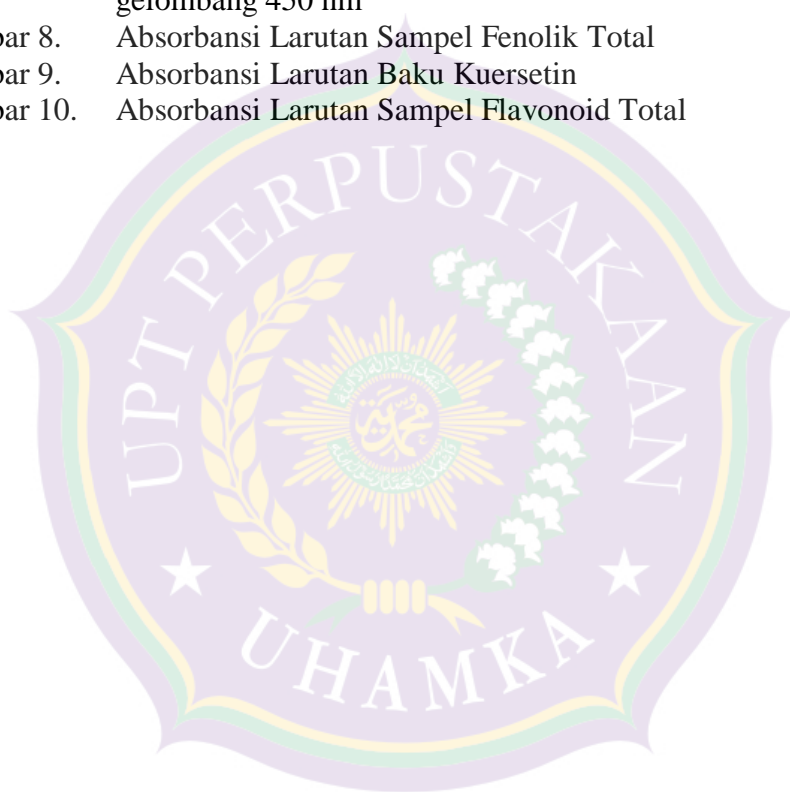 gelombang 450 nm
bar 8. Absorbansi Larutan Sampel Fenolik Total
bar 9. Absorbansi Larutan Baku Kuersetin
bar 10. Absorbansi Larutan Sampel Flavonoid Total
UPT PERPUSTAKAAN
UHAMKA